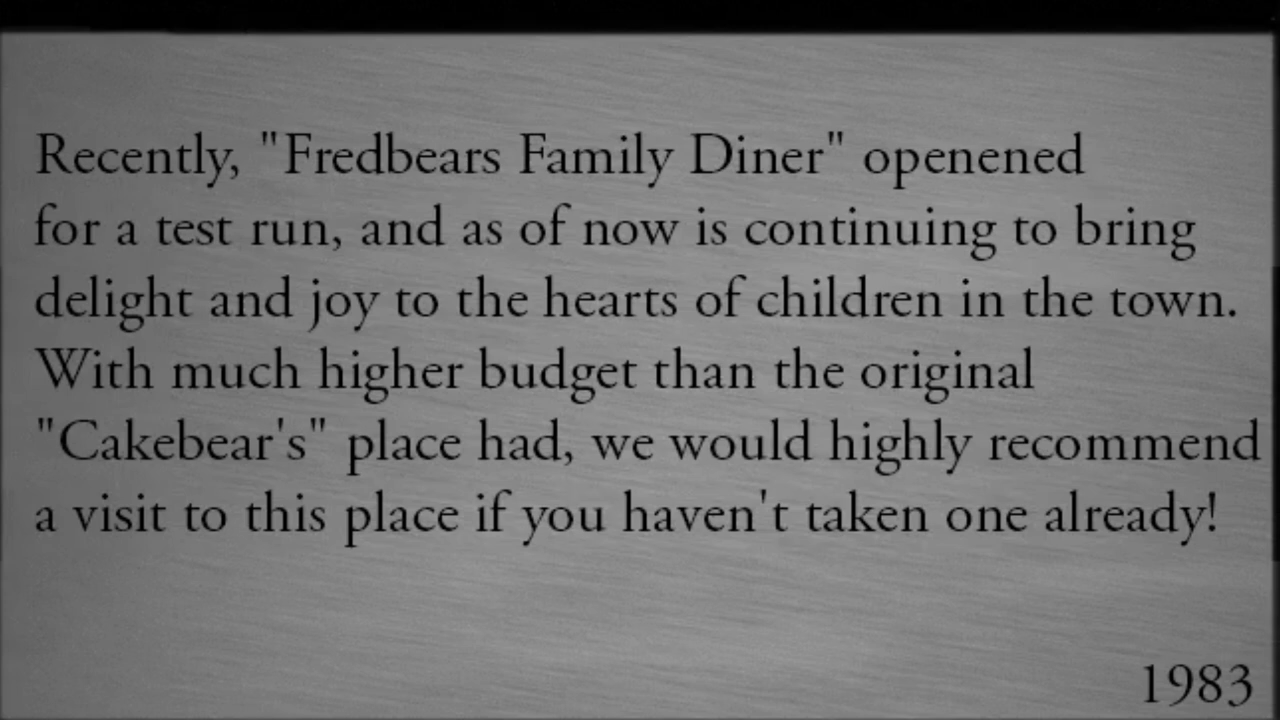 Recently, "Fredbears Family Diner" openened
for a test run, and as of now is continuing to bring
delight and joy to the hearts of children in the town.
With much higher budget than the original
"Cakebear's" place had, we would highly recommend
a visit to this place if you haven't taken one already!
1983